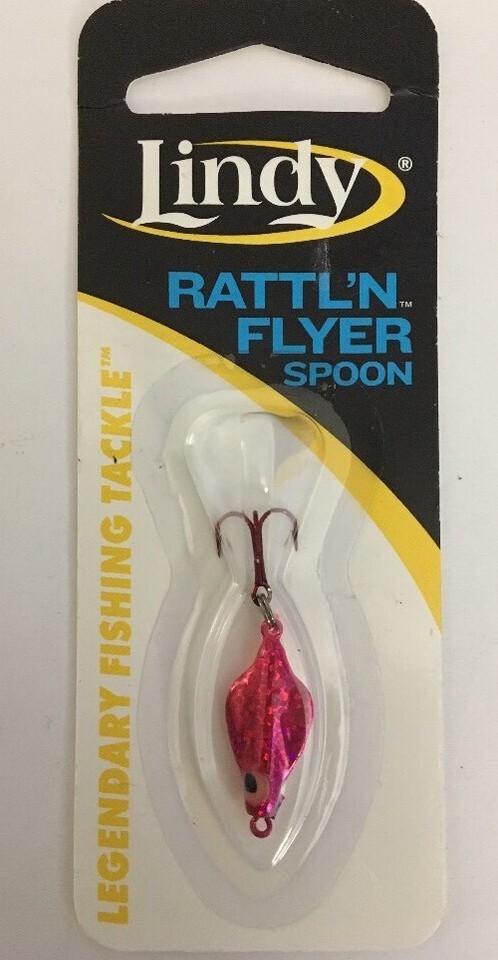 Lindy®
RATTL'N™
FLYER
SPOON
LEGENDARY FISHING TACKLE™